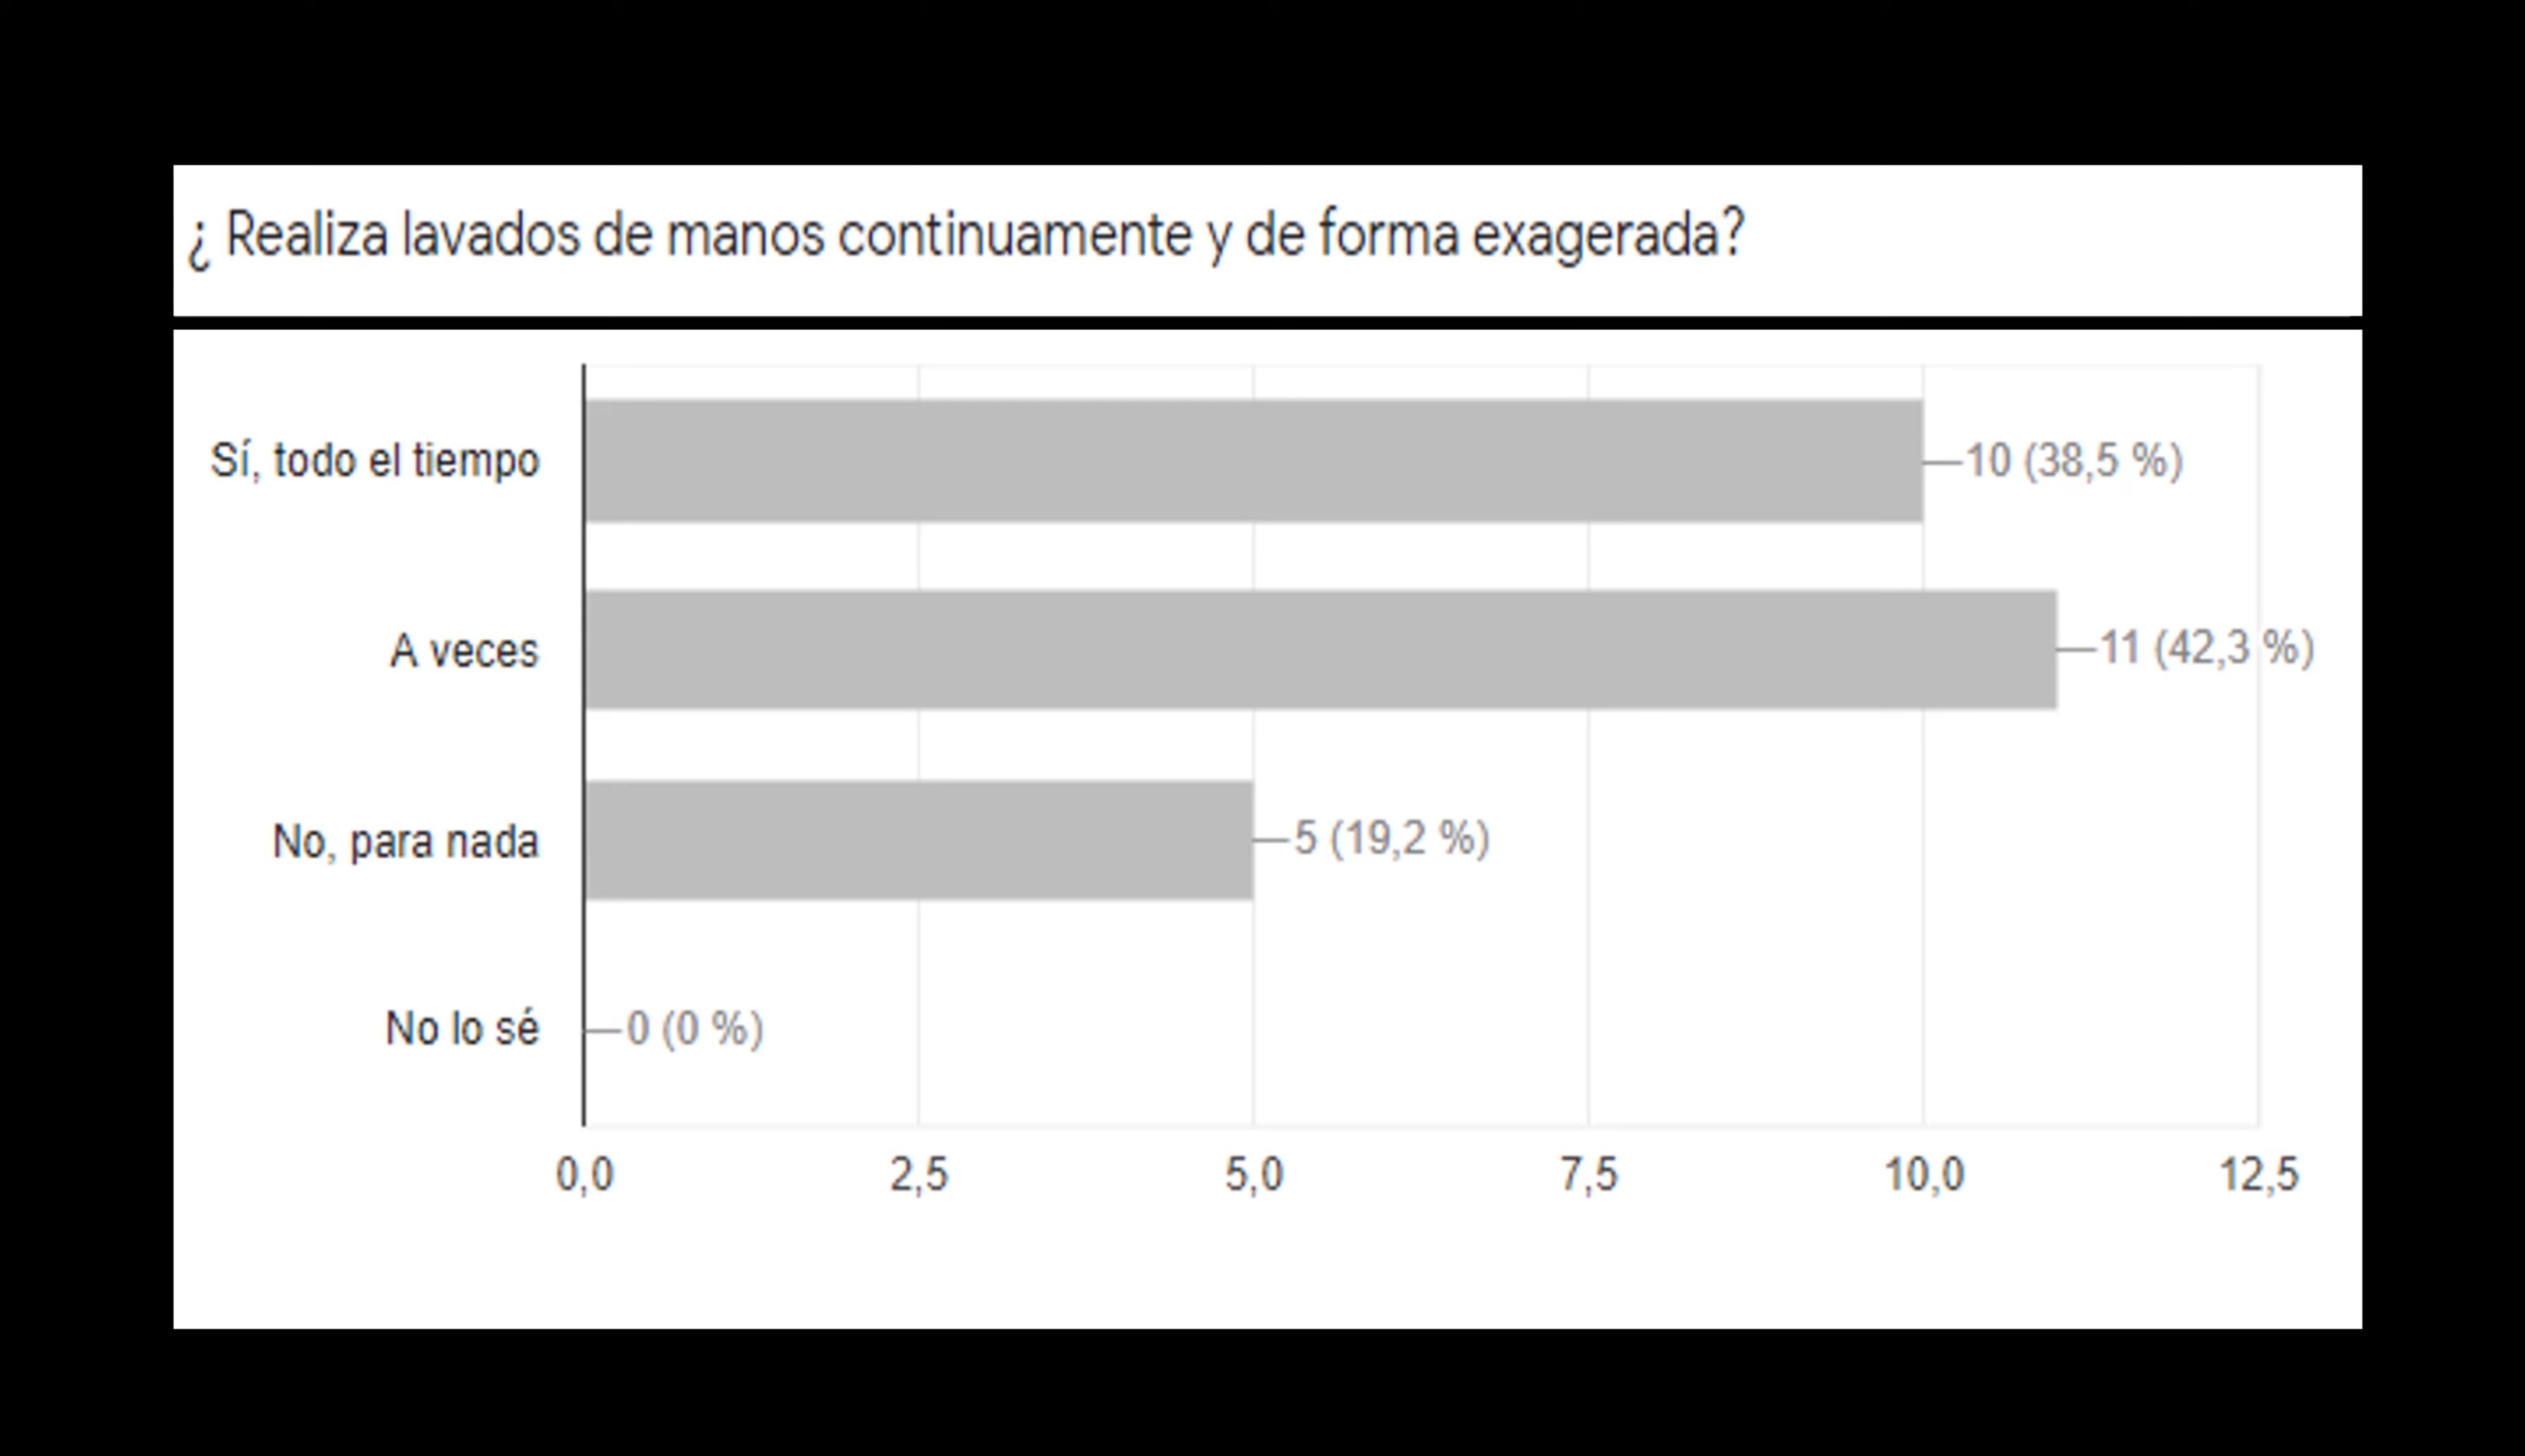 ¿ Realiza lavados de manos continuamente y de forma exagerada?
Sí, todo el tiempo
10 (38,5 %)
A veces
11 (42,3 %)
No, para nada
5 (19,2 %)
No lo sé
0 (0 %)
0,0 2,5 5,0 7,5 10,0 12,5